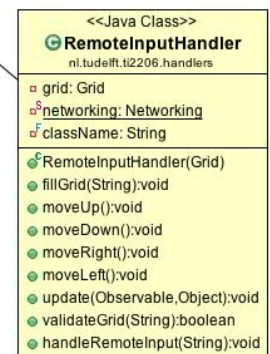 <<Java Class>>
RemoteInputHandler
nl.tudelft.ti2206.handlers
grid: Grid
networking: Networking
className: String
RemoteInputHandler(Grid)
fillGrid(String):void
moveUp():void
moveDown():void
moveRight():void
moveLeft():void
update(Observable,Object):void
validateGrid(String):boolean
handleRemoteInput(String):void